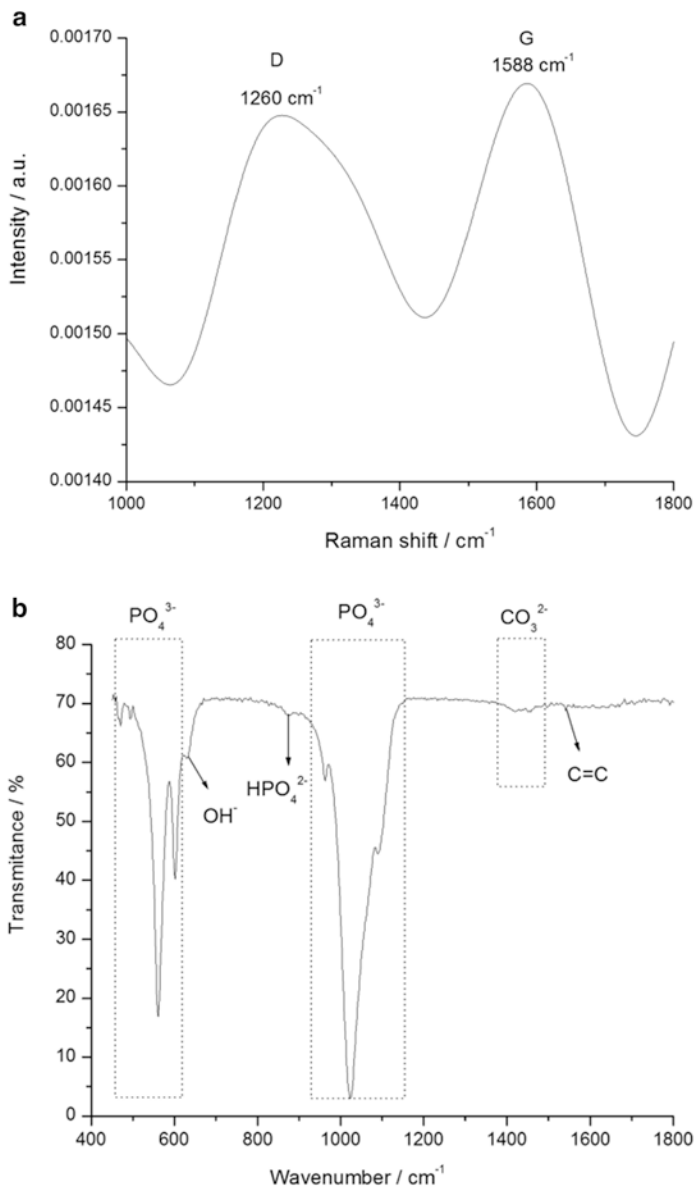 a
D
G
1260 cm⁻¹
1588 cm⁻¹
0.00170
0.00165
0.00160
0.00155
0.00150
0.00145
0.00140
Intensity / a.u.
1000 1200 1400 1600 1800
Raman shift / cm⁻¹
b
PO₄³⁻
PO₄³⁻
CO₃²⁻
80
70
60
50
40
30
20
10
0
Transmitance / %
OH⁻
HPO₄²⁻
C=C
400 600 800 1000 1200 1400 1600 1800
Wavenumber / cm⁻¹